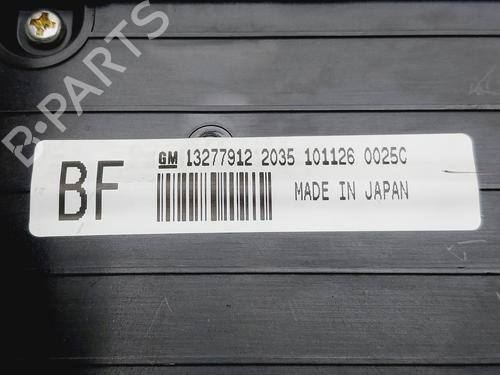 B-PARTS
GM 13277912 2035 101126 0025C
BF
MADE IN JAPAN